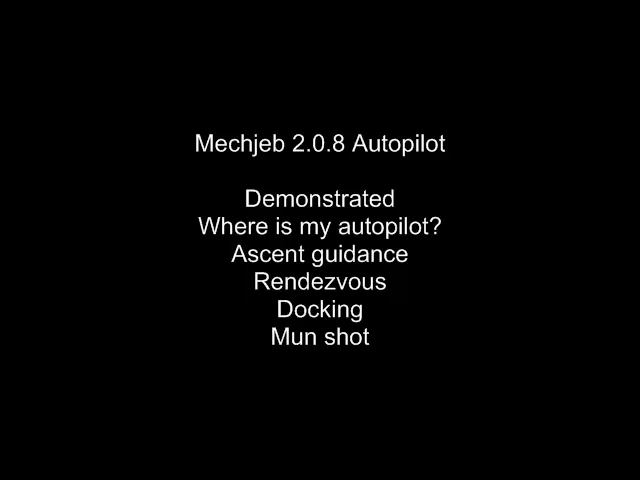 Mechjeb 2.0.8 Autopilot
Demonstrated
Where is my autopilot?
Ascent guidance
Rendezvous
Docking
Mun shot